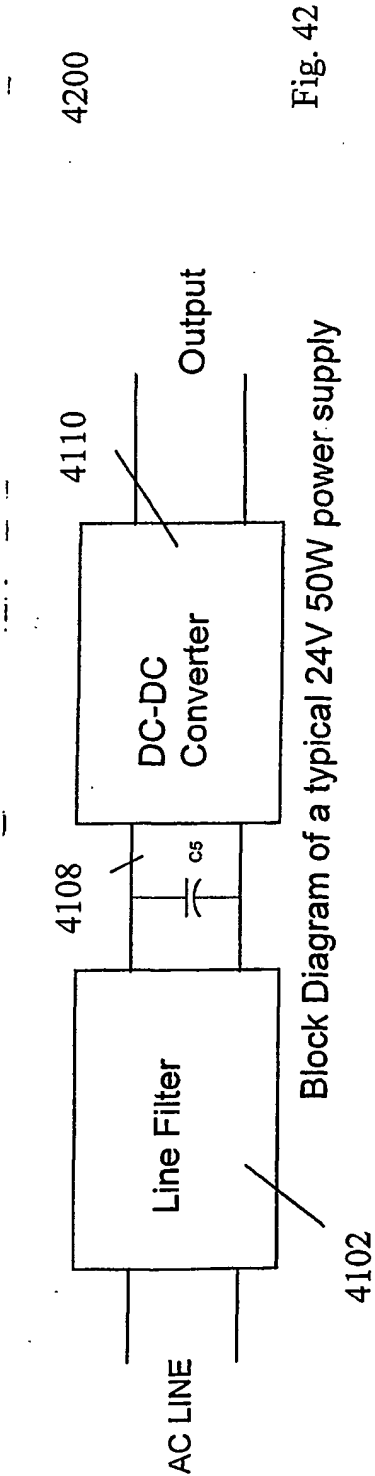 4200
4108
4110
AC LINE
Line Filter
C5
DC-DC
Converter
Output
4102
Block Diagram of a typical 24V 50W power supply
Fig. 42